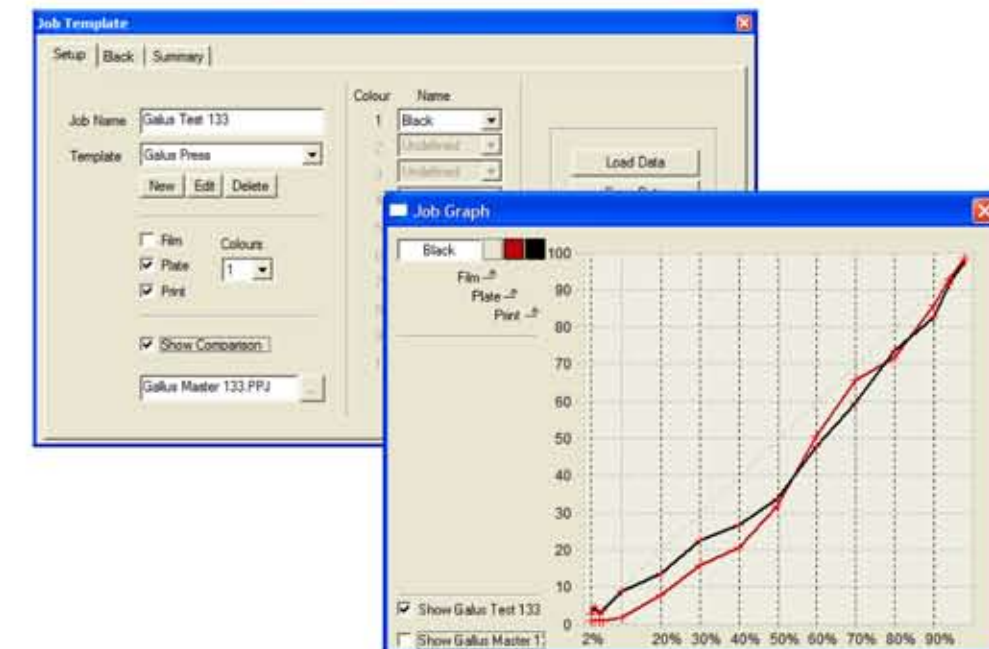 Job Template
Setup Back Summary
Colour Name
Job Name Galus Test 133
1 Black
Template Galus Press
2 Undefined
3 Undefined
Load Data
New Edit Delete
Film Colours
Plate 1
Print
Show Comparison
Gallus Master 133.PPJ ...
Job Graph
Black
Film
Plate
Print
100
90
80
70
60
50
40
30
20
10
0
2% 20% 30% 40% 50% 60% 70% 80% 90%
Show Galus Test 133
Show Gallus Master 1